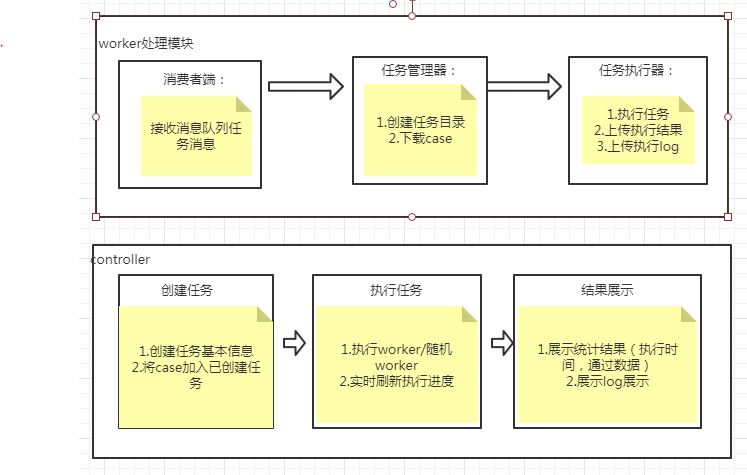 worker处理模块
消费者端：
接收消息队列任
务消息
任务管理器：
1.创建任务目录
2.下载case
任务执行器：
1.执行任务
2.上传执行结果
3.上传执行log
controller
创建任务
1.创建任务基本信息
2.将case加入已创建任
务
执行任务
1.执行worker/随机
worker
2.实时刷新执行进度
结果展示
1.展示统计结果（执行时
间，通过数据）
2.展示log展示